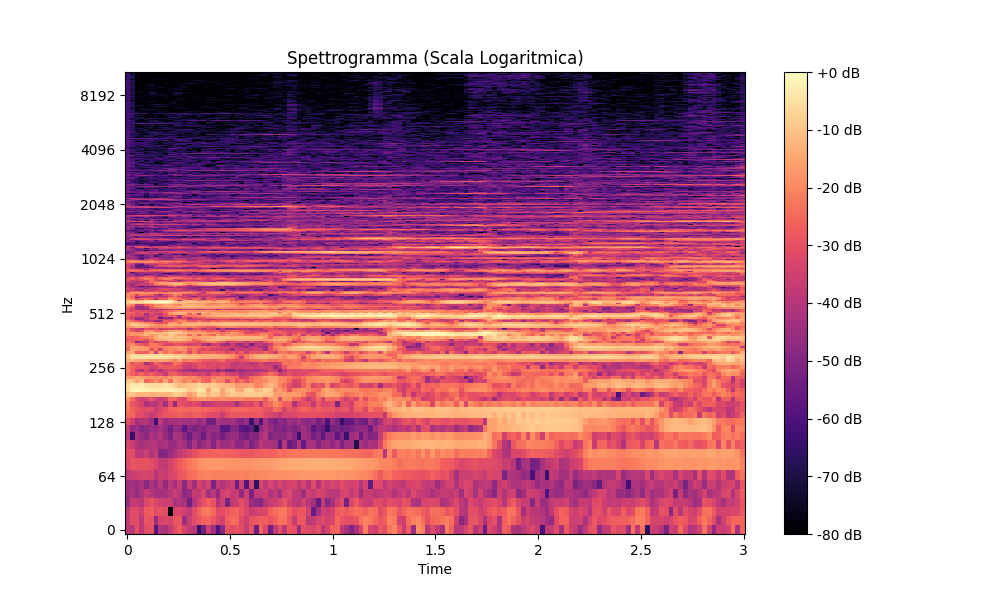 Spettrogramma (Scala Logaritmica)
8192
4096
2048
1024
512
256
128
64
0
Hz
0
0.5
1
1.5
2
2.5
3
Time
+0 dB
-10 dB
-20 dB
-30 dB
-40 dB
-50 dB
-60 dB
-70 dB
-80 dB